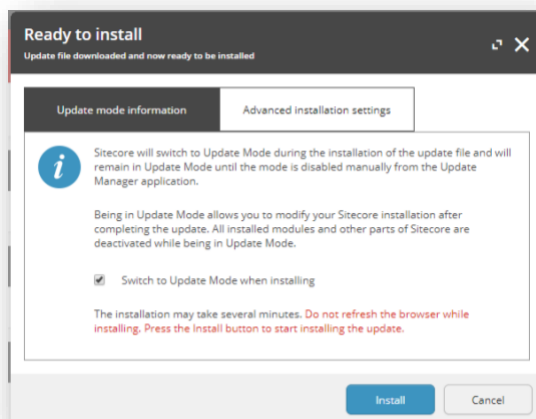 Ready to install
Update file downloaded and now ready to be installed
Update mode information
Advanced installation settings
i
Sitecore will switch to Update Mode during the installation of the update file and will
remain in Update Mode until the mode is disabled manually from the Update
Manager application.
Being in Update Mode allows you to modify your Sitecore installation after
completing the update. All installed modules and other parts of Sitecore are
deactivated while being in Update Mode.
Switch to Update Mode when installing
The installation may take several minutes. Do not refresh the browser while
installing. Press the Install button to start installing the update.
Install
Cancel